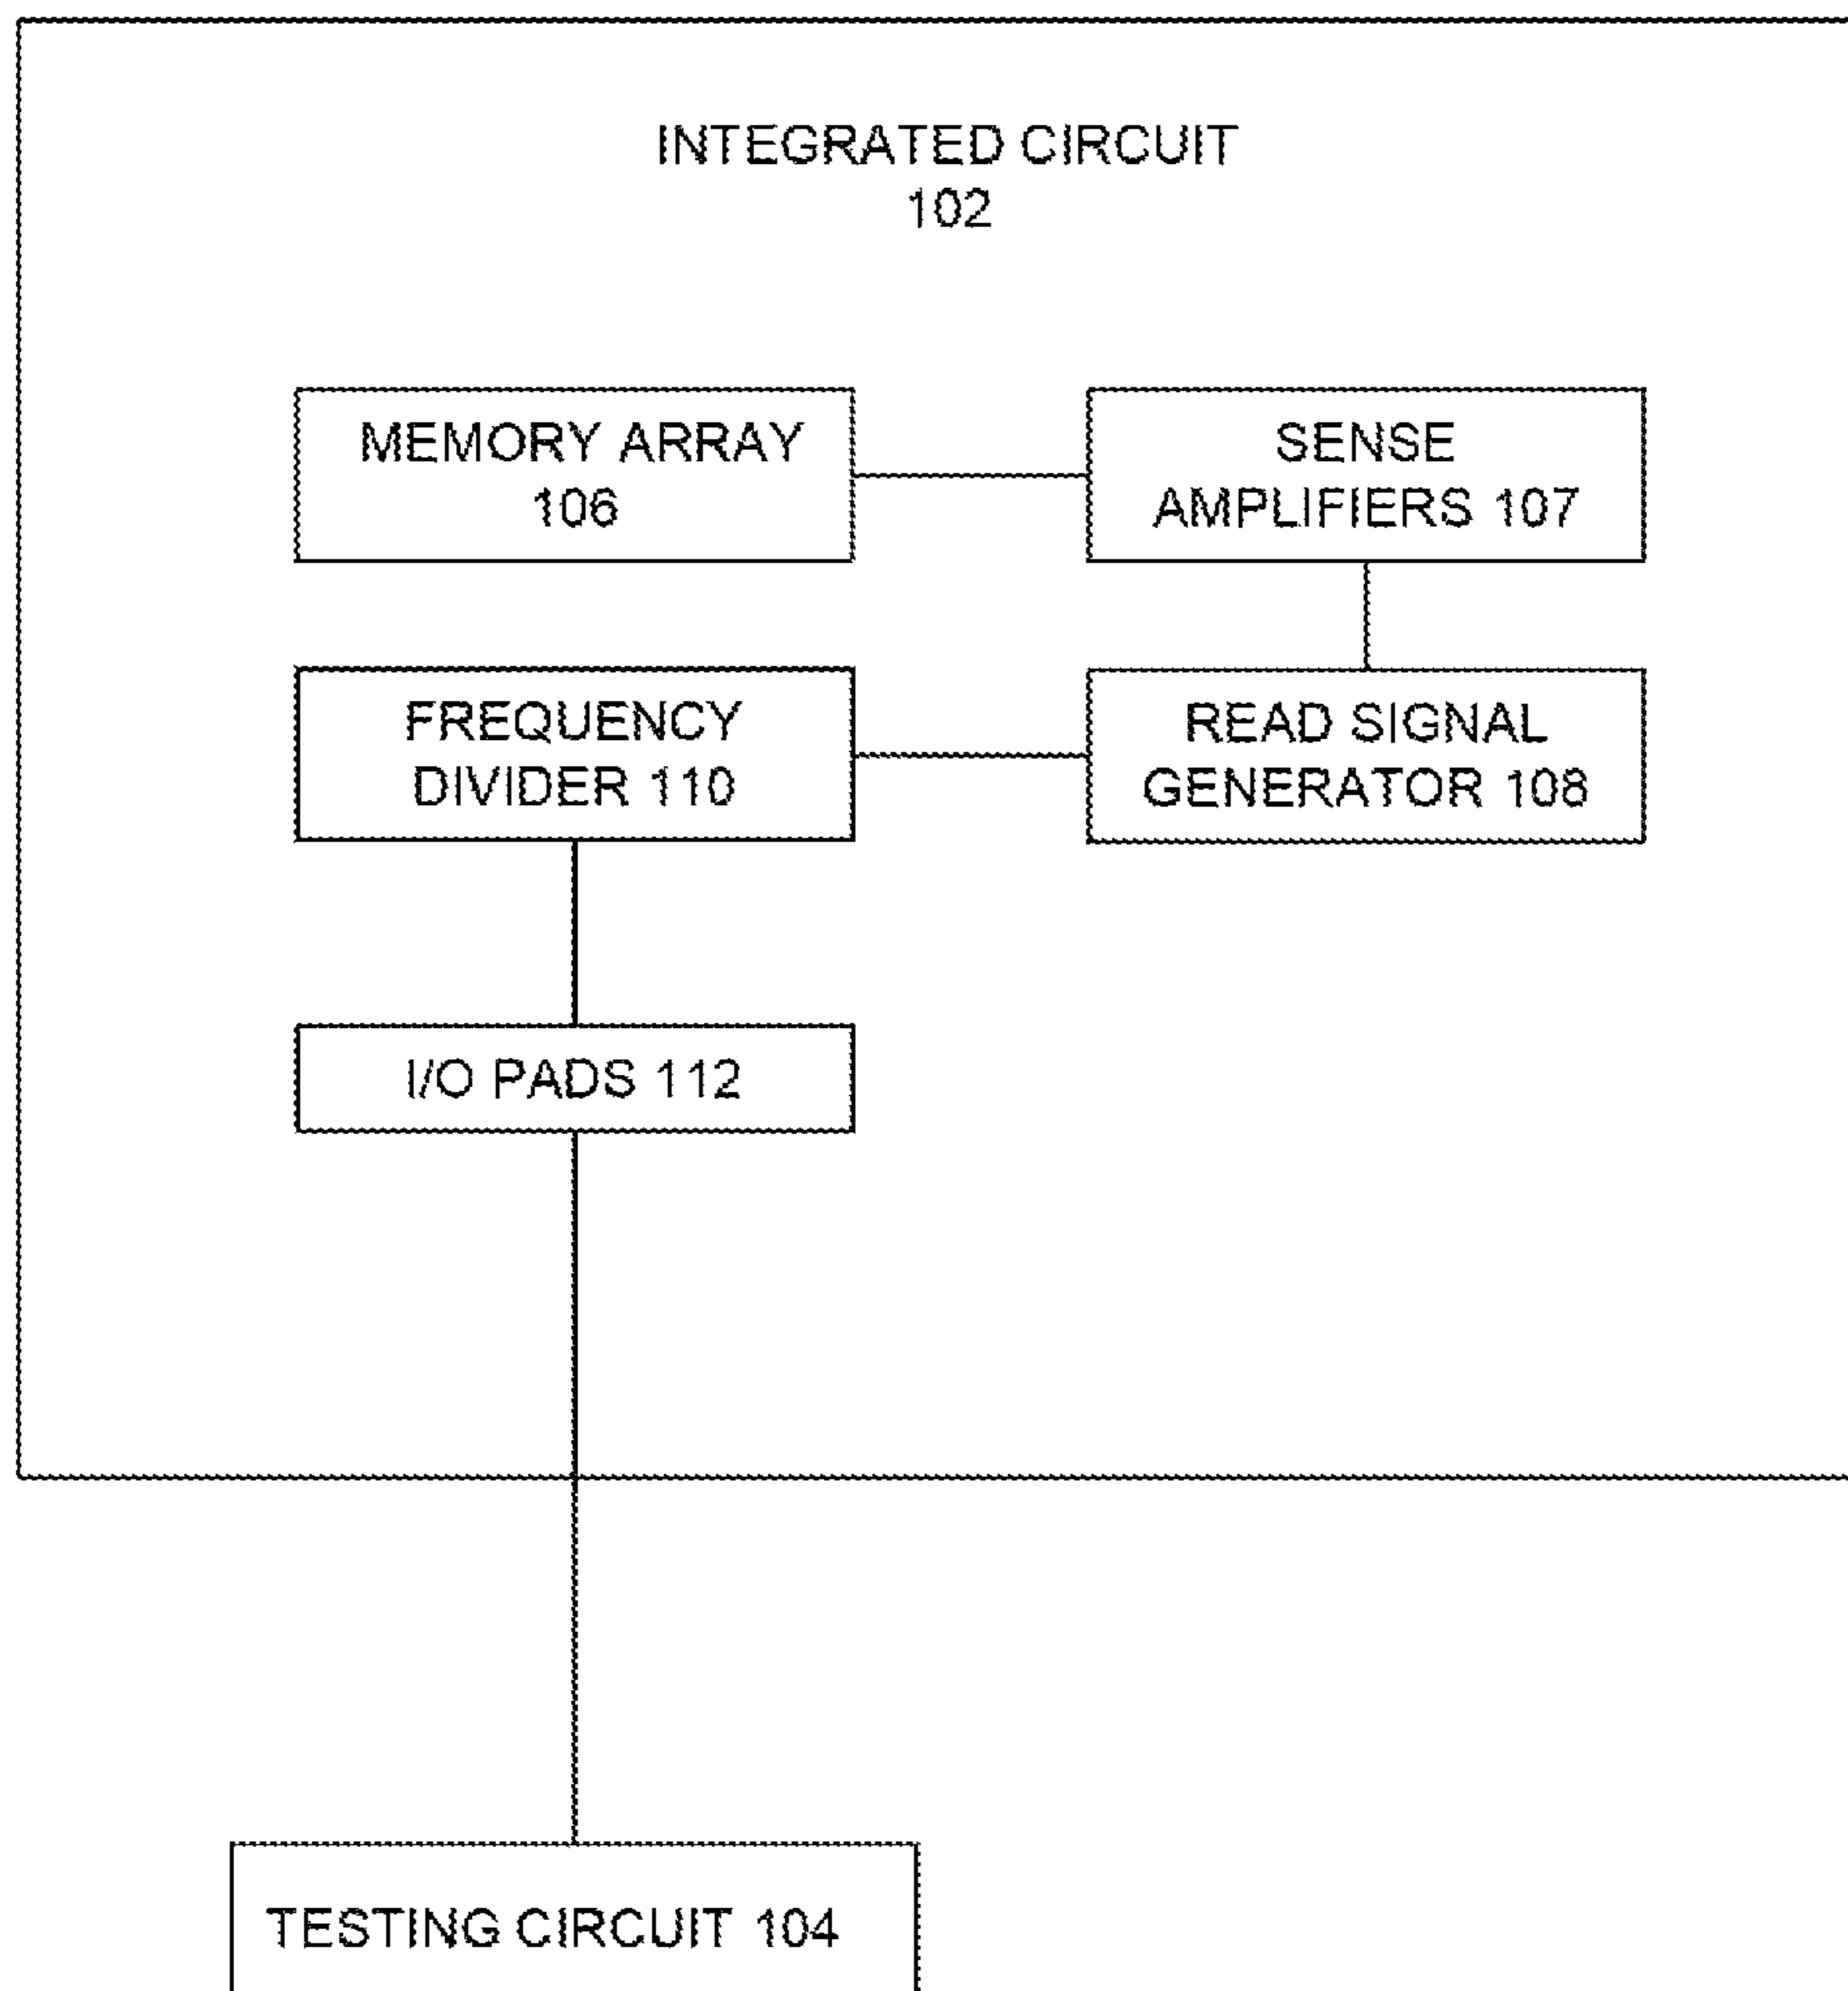 INTEGRATED CIRCUIT
102
MEMORY ARRAY
106
SENSE
AMPLIFIERS 107
FREQUENCY
DIVIDER 110
READ SIGNAL
GENERATOR 108
I/O PADS 112
TESTING CIRCUIT 104